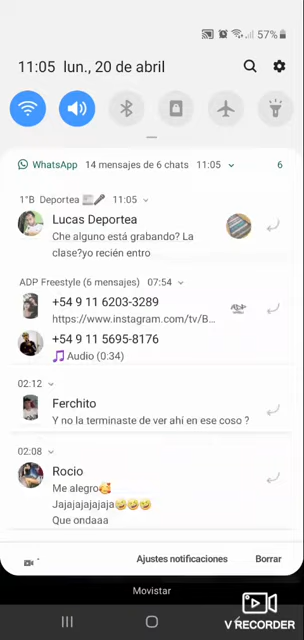 57%
11:05 lun., 20 de abril
WhatsApp 14 mensajes de 6 chats 11:05 6
1°B Deportea 📰🎤 11:05
Lucas Deportea
Che alguno está grabando? La
clase?yo recién entro
ADP Freestyle (6 mensajes) 07:54
+54 9 11 6203-3289
https://www.instagram.com/tv/B...
+54 9 11 5695-8176
🎵 Audio (0:34)
02:12
Ferchito
Y no la terminaste de ver ahí en ese coso ?
02:08
Rocio
Me alegro🥰
Jajajajajajaja🤣🤣🤣
Que ondaaa
Ajustes notificaciones Borrar
Movistar
V RECORDER